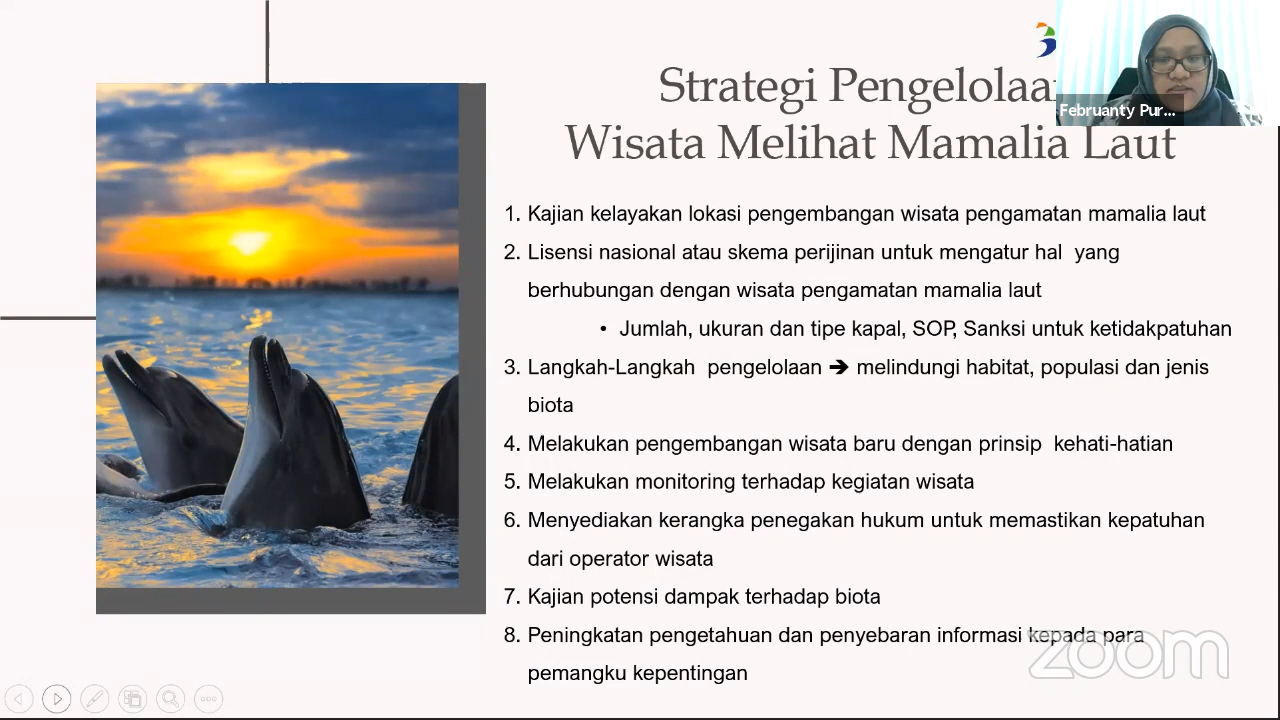 Strategi Pengelolaa
Wisata Melihat Mamalia Laut
Februanty Pur...
1. Kajian kelayakan lokasi pengembangan wisata pengamatan mamalia laut
2. Lisensi nasional atau skema perijinan untuk mengatur hal yang
berhubungan dengan wisata pengamatan mamalia laut
• Jumlah, ukuran dan tipe kapal, SOP, Sanksi untuk ketidakpatuhan
3. Langkah-Langkah pengelolaan ➔ melindungi habitat, populasi dan jenis
biota
4. Melakukan pengembangan wisata baru dengan prinsip kehati-hatian
5. Melakukan monitoring terhadap kegiatan wisata
6. Menyediakan kerangka penegakan hukum untuk memastikan kepatuhan
dari operator wisata
7. Kajian potensi dampak terhadap biota
8. Peningkatan pengetahuan dan penyebaran informasi kepada para
pemangku kepentingan
zoom